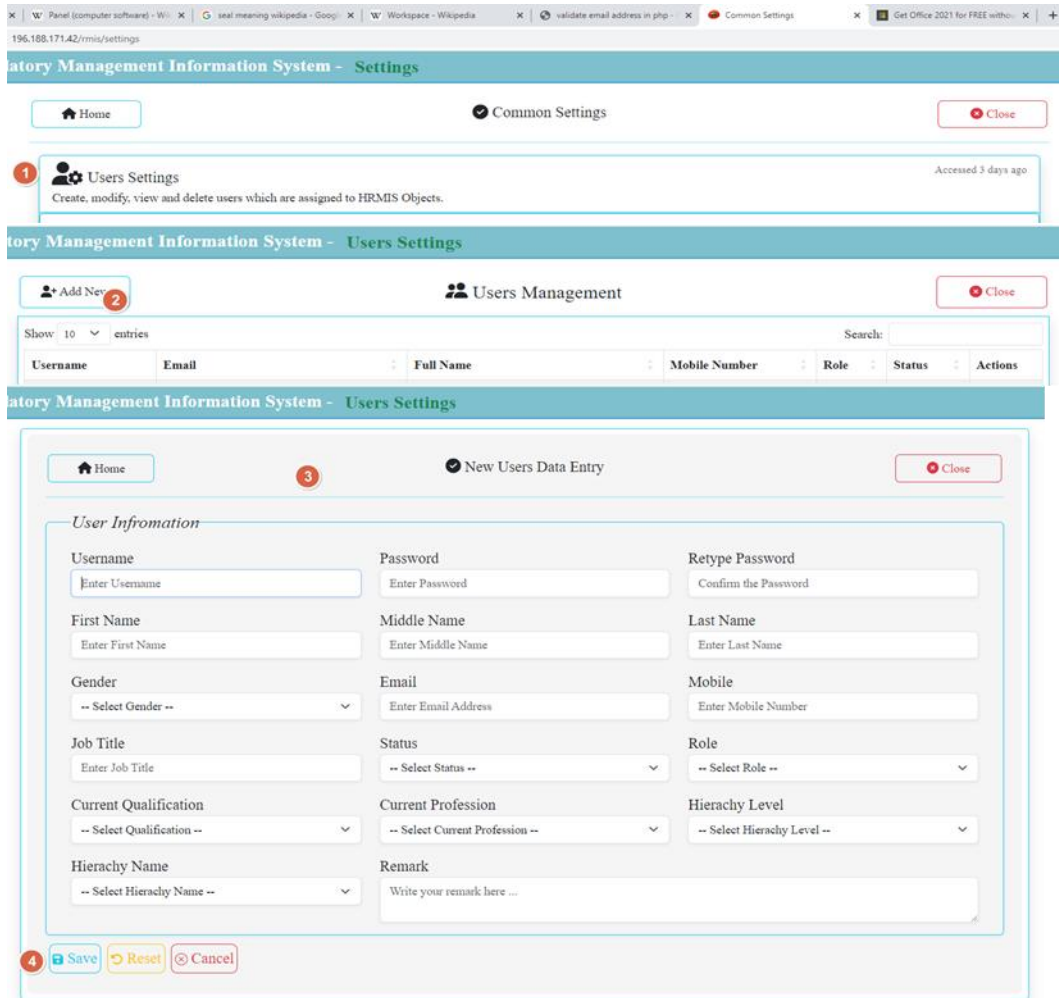 Panel (computer software) - Wi
seal meaning wikipedia - Googl
Workspace - Wikipedia
validate email address in php -
Common Settings
Get Office 2021 for FREE withou
196.188.171.42/rmis/settings
latory Management Information System - Settings
Home
Common Settings
Close
1
Users Settings
Accessed 3 days ago
Create, modify, view and delete users which are assigned to HRMIS Objects.
tory Management Information System - Users Settings
Add Nev
2
Users Management
Close
Show 10 entries
Search:
Username Email Full Name Mobile Number Role Status Actions
latory Management Information System - Users Settings
Home
3
New Users Data Entry
Close
User Infromation
Username Password Retype Password
Enter Username Enter Password Confirm the Password
First Name Middle Name Last Name
Enter First Name Enter Middle Name Enter Last Name
Gender Email Mobile
-- Select Gender -- Enter Email Address Enter Mobile Number
Job Title Status Role
Enter Job Title -- Select Status -- -- Select Role --
Current Qualification Current Profession Hierachy Level
-- Select Qualification -- -- Select Current Profession -- -- Select Hierachy Level --
Hierachy Name Remark
-- Select Hierachy Name -- Write your remark here ...
4
Save Reset Cancel